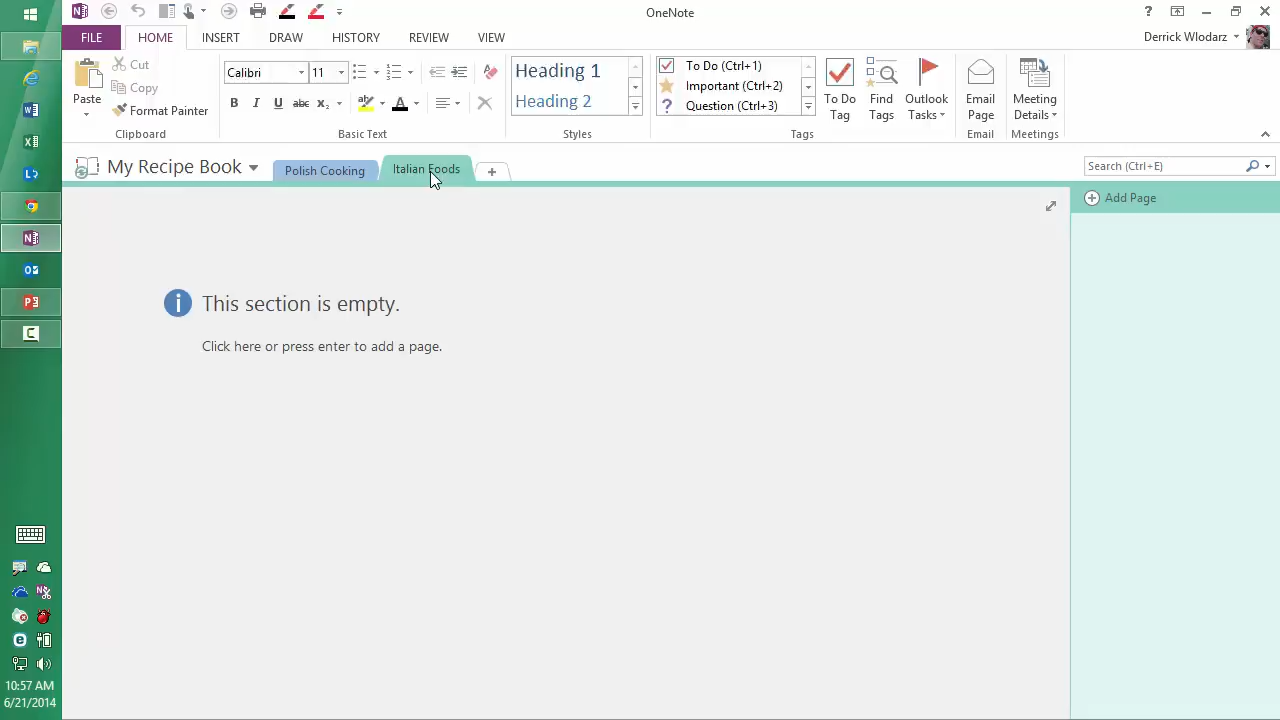 OneNote
FILE HOME INSERT DRAW HISTORY REVIEW VIEW Derrick Wlodarz
Paste
Cut
Copy
Format Painter
Clipboard
Calibri 11
B I U abc x₂ A
Basic Text
Heading 1
Heading 2
Styles
To Do (Ctrl+1)
Important (Ctrl+2)
Question (Ctrl+3)
Tags
To Do Tag
Find Tags
Outlook Tasks
Email Page
Email
Meeting Details
Meetings
My Recipe Book Polish Cooking Italian Foods + Search (Ctrl+E)
Add Page
This section is empty.
Click here or press enter to add a page.
10:57 AM
6/21/2014